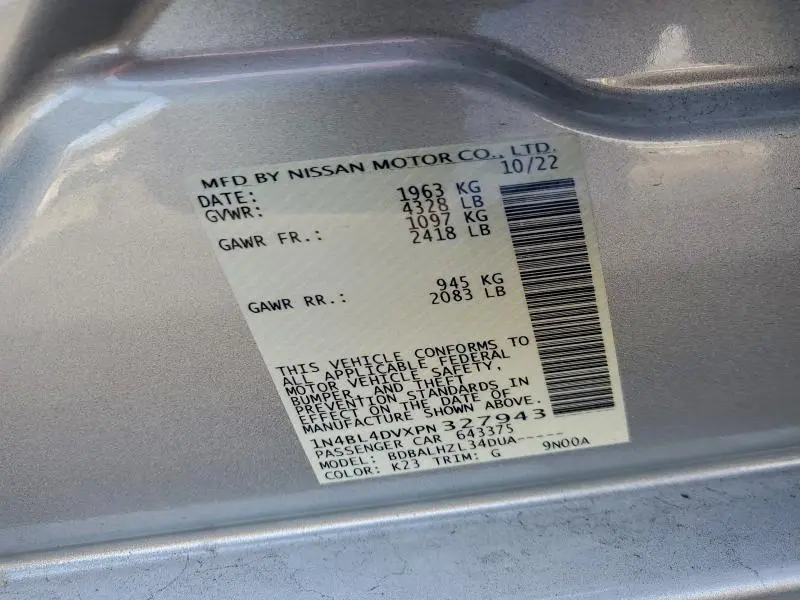 MFD BY NISSAN MOTOR CO., LTD.
DATE: 10/22
GVWR: 1963 KG
4328 LB
GAWR FR.: 1097 KG
2418 LB
GAWR RR.: 945 KG
2083 LB
THIS VEHICLE CONFORMS TO
ALL APPLICABLE FEDERAL
MOTOR VEHICLE SAFETY,
BUMPER, AND THEFT
PREVENTION STANDARDS IN
EFFECT ON THE DATE OF
MANUFACTURE SHOWN ABOVE.
1N4BL4DVXPN327943
PASSENGER CAR 643375
MODEL: BDBALHZL34DUA-----
COLOR: K23 TRIM: G 9N00A